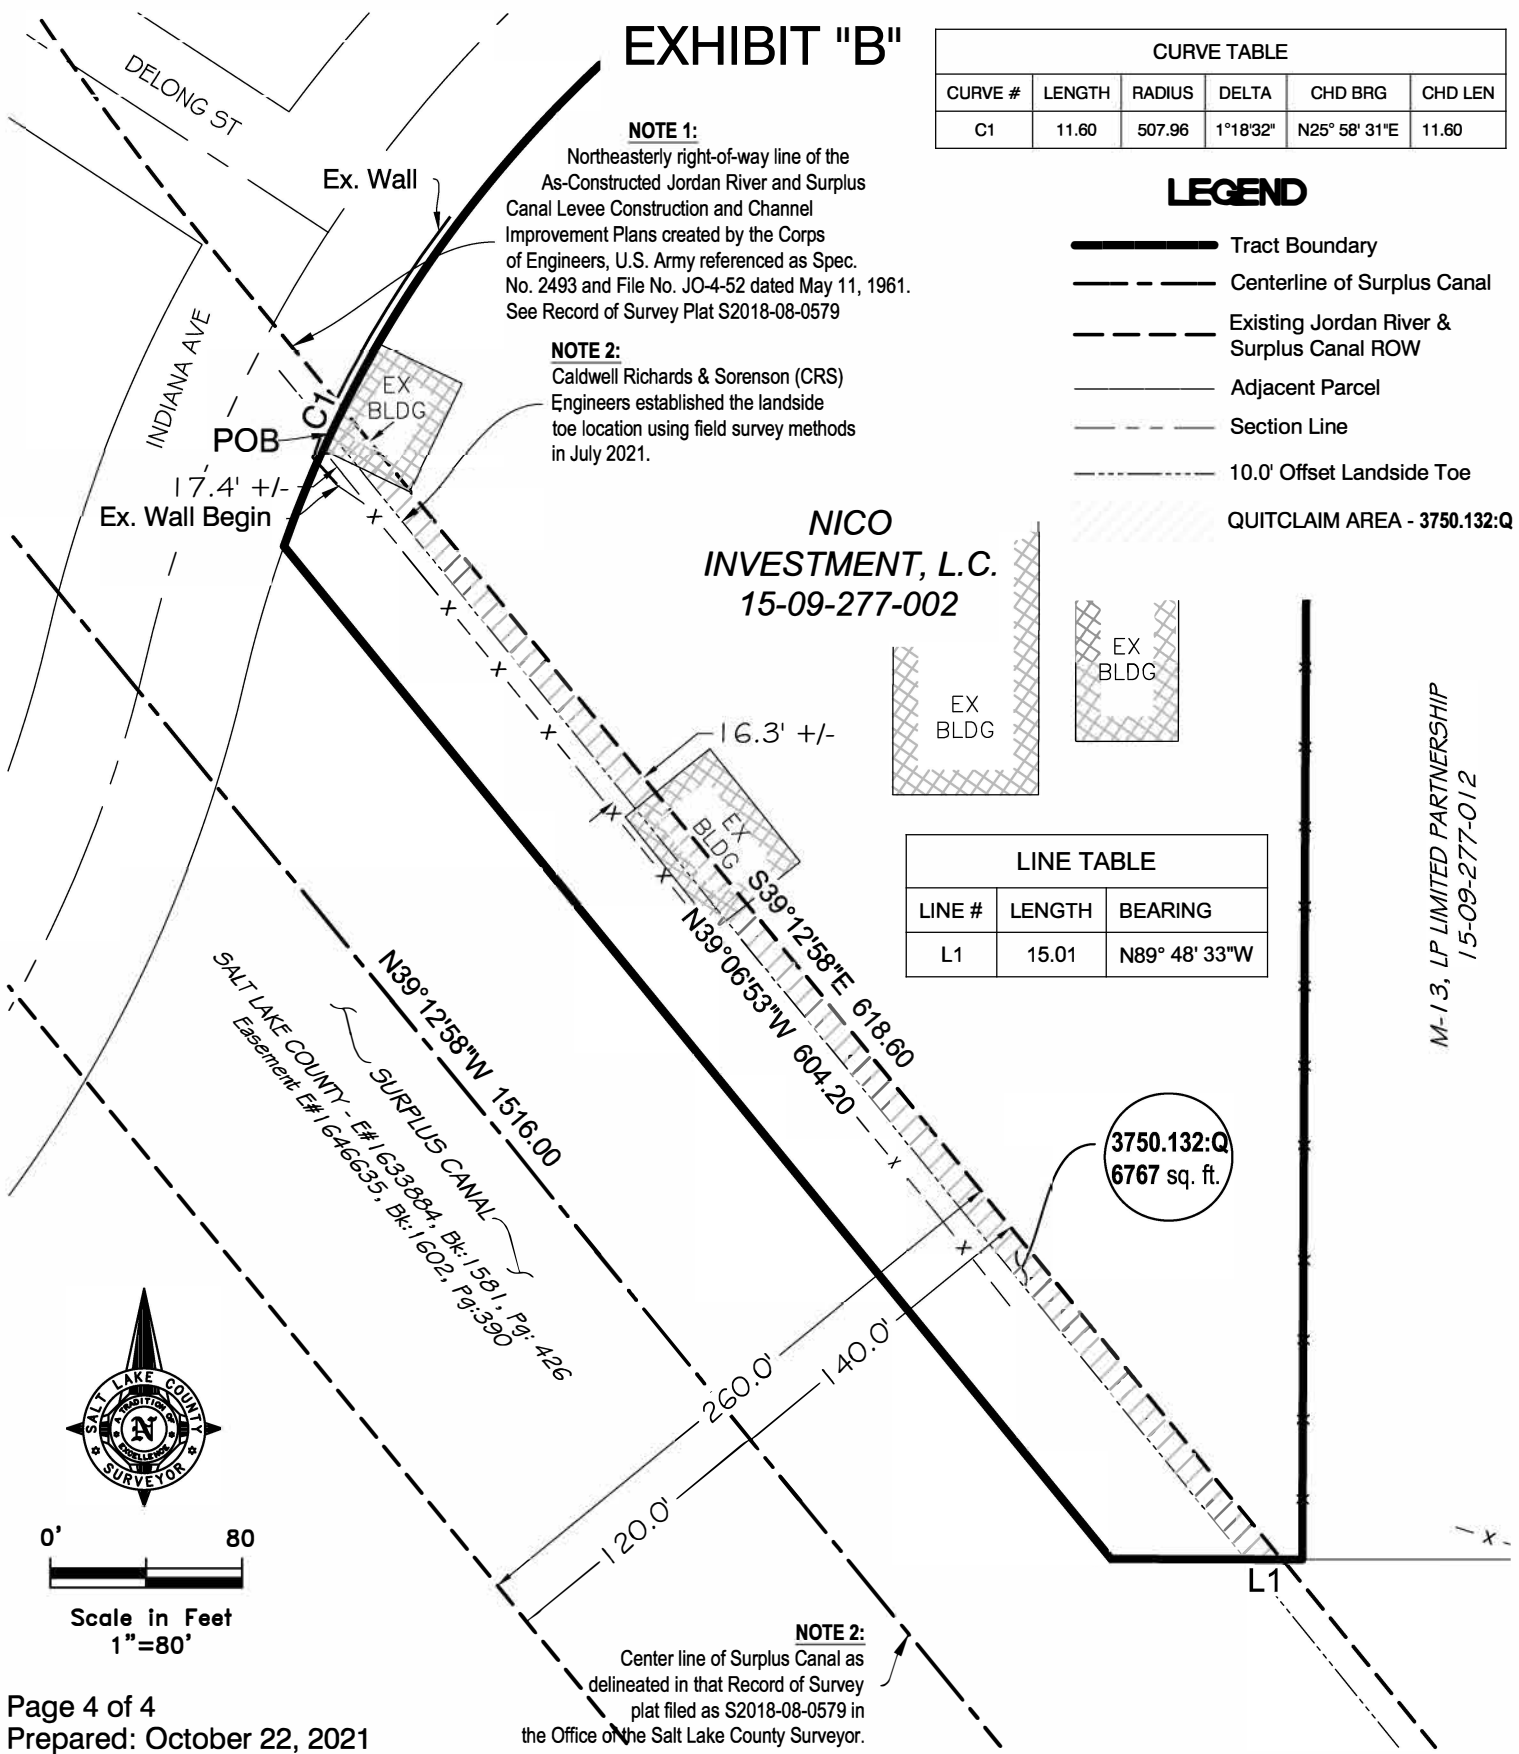 EXHIBIT "B"
CURVE TABLE
CURVE # LENGTH RADIUS DELTA CHD BRG CHD LEN
C1 11.60 507.96 1°18'32" N25° 58' 31"E 11.60
DELONG ST
NOTE 1:
Northeasterly right-of-way line of the
As-Constructed Jordan River and Surplus
Canal Levee Construction and Channel
Improvement Plans created by the Corps
of Engineers, U.S. Army referenced as Spec.
No. 2493 and File No. JO-4-52 dated May 11, 1961.
See Record of Survey Plat S2018-08-0579
Ex. Wall
LEGEND
Tract Boundary
Centerline of Surplus Canal
Existing Jordan River &
Surplus Canal ROW
Adjacent Parcel
Section Line
10.0' Offset Landside Toe
QUITCLAIM AREA - 3750.132:Q
INDIANA AVE
NOTE 2:
Caldwell Richards & Sorenson (CRS)
Engineers established the landside
toe location using field survey methods
in July 2021.
EX
BLDG
C1
POB
17.4' +/-
Ex. Wall Begin
NICO
INVESTMENT, L.C.
15-09-277-002
EX
BLDG
EX
BLDG
16.3' +/-
EX
BLDG
M-13, LP LIMITED PARTNERSHIP
15-09-277-012
LINE TABLE
LINE # LENGTH BEARING
L1 15.01 N89° 48' 33"W
S39°12'58"E 618.60
N39°06'53"W 604.20
N39°12'58"W 1516.00
SURPLUS CANAL
SALT LAKE COUNTY - E#1633884, Bk:1581, Pg: 426
Easement E#1646635, Bk:1602, Pg:390
3750.132:Q
6767 sq. ft.
260.0'
140.0'
120.0'
L1
SALT LAKE COUNTY
SURVEYOR
A TRADITION OF
EXCELLENCE
N
0' 80
Scale in Feet
1"=80'
NOTE 2:
Center line of Surplus Canal as
delineated in that Record of Survey
plat filed as S2018-08-0579 in
the Office of the Salt Lake County Surveyor.
Page 4 of 4
Prepared: October 22, 2021